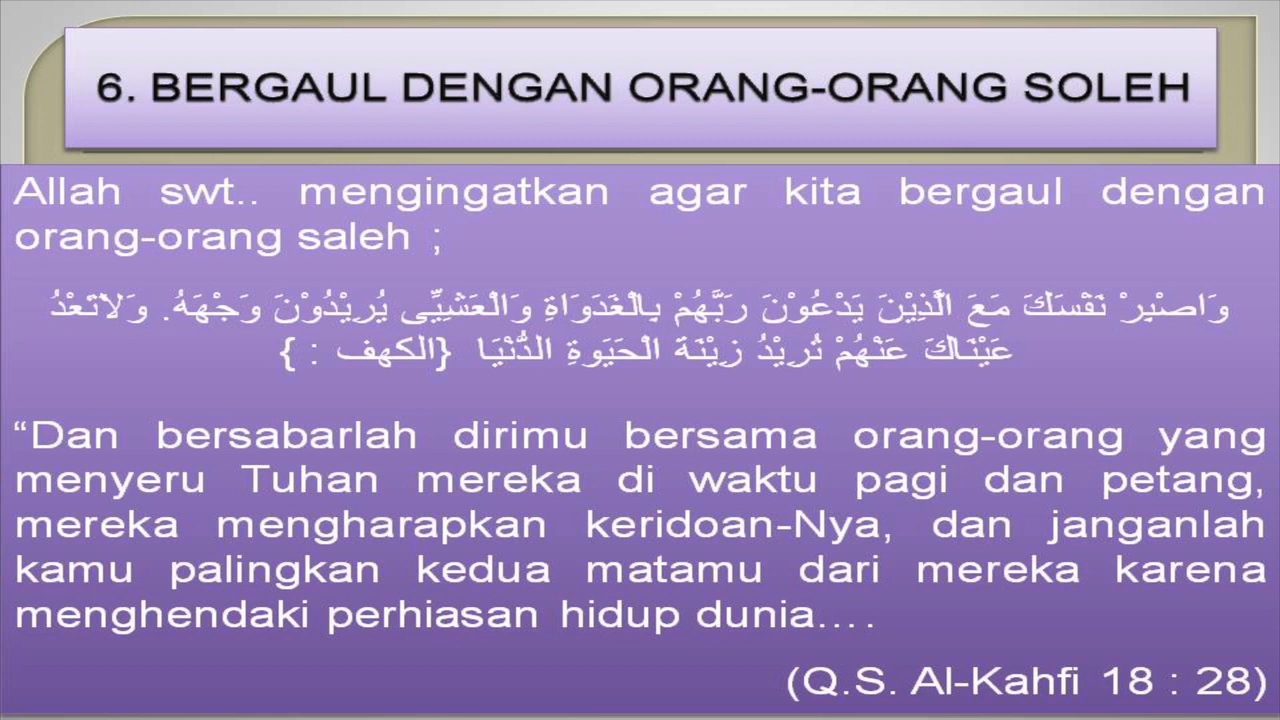 6. BERGAUL DENGAN ORANG-ORANG SOLEH
Allah swt.. mengingatkan agar kita bergaul dengan
orang-orang saleh ;
وَاصْبِرْ نَفْسَكَ مَعَ الَّذِيْنَ يَدْعُوْنَ رَبَّهُمْ بِالْغَدَوَاةِ وَالْعَشِيِّى يُرِيْدُوْنَ وَجْهَهُ. وَلَاتَعْدُ
عَيْنَاكَ عَنْهُمْ تُرِيْدُ زِيْنَةَ الْحَيَوةِ الدُّنْيَا {الكهف : }
“Dan bersabarlah dirimu bersama orang-orang yang
menyeru Tuhan mereka di waktu pagi dan petang,
mereka mengharapkan keridoan-Nya, dan janganlah
kamu palingkan kedua matamu dari mereka karena
menghendaki perhiasan hidup dunia….
(Q.S. Al-Kahfi 18 : 28)